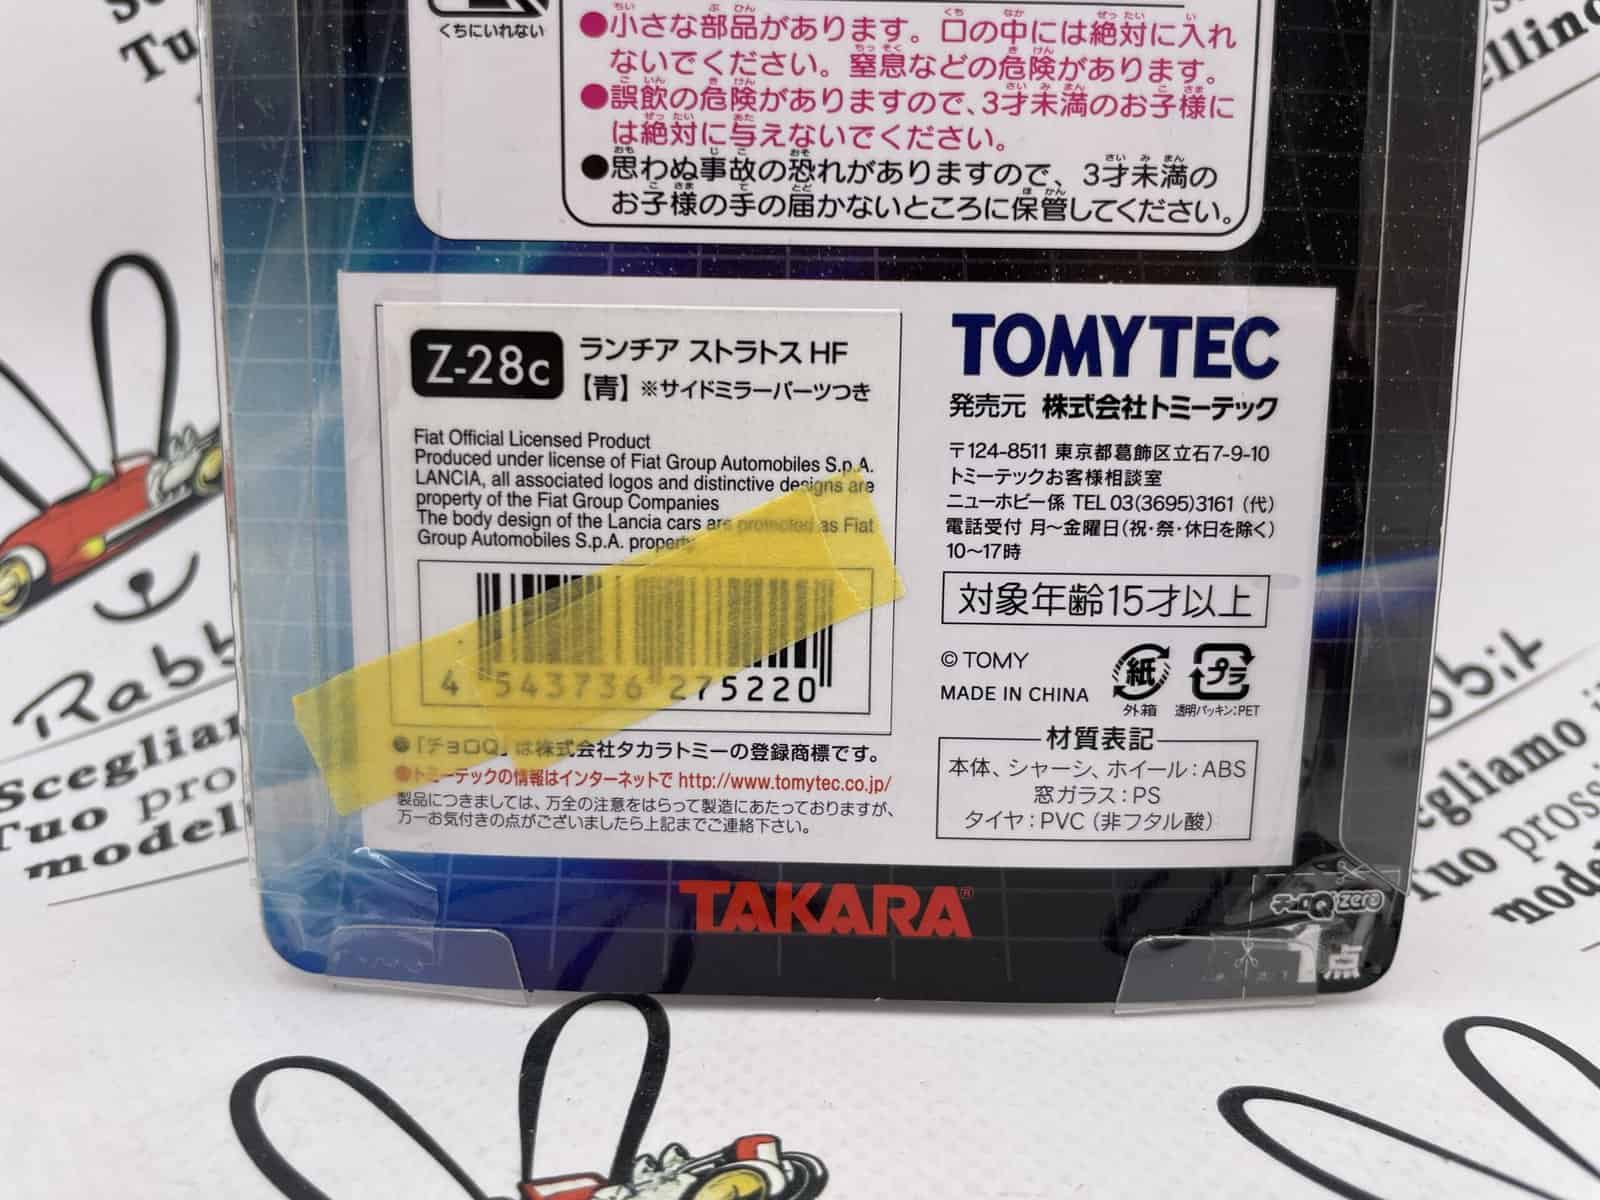 くちにいれない
●小さな部品があります。口の中には絶対に入れ
ないでください。窒息などの危険があります。
●誤飲の危険がありますので、3才未満のお子様に
は絶対に与えないでください。
●思わぬ事故の恐れがありますので、3才未満の
お子様の手の届かないところに保管してください。
Z-28c
ランチア ストラトス HF
【青】※サイドミラーパーツつき
Fiat Official Licensed Product
Produced under license of Fiat Group Automobiles S.p.A.
LANCIA, all associated logos and distinctive designs are
property of the Fiat Group Companies
The body design of the Lancia cars are promoted as Fiat
Group Automobiles S.p.A. property
4 543736 275220
●「チョロQ」は株式会社タカラトミーの登録商標です。
●トミーテックの情報はインターネットで http://www.tomytec.co.jp/
製品につきましては、万全の注意をはらって製造にあたっておりますが、
万一お気付きの点がございましたら上記までご連絡下さい。
TOMYTEC
発売元 株式会社トミーテック
〒124-8511 東京都葛飾区立石7-9-10
トミーテックお客様相談室
ニューホビー係 TEL 03(3695)3161 (代)
電話受付 月～金曜日(祝・祭・休日を除く)
10～17時
対象年齢15才以上
© TOMY
MADE IN CHINA
紙
外箱
プラ
透明パッキン:PET
材質表記
本体、シャーシ、ホイール:ABS
窓ガラス:PS
タイヤ:PVC (非フタル酸)
TAKARA®
チョロQ zero
1点
Rabb
Sceglian
Tuo pro
model
bbit
egliamo i
Tuo prossi
model